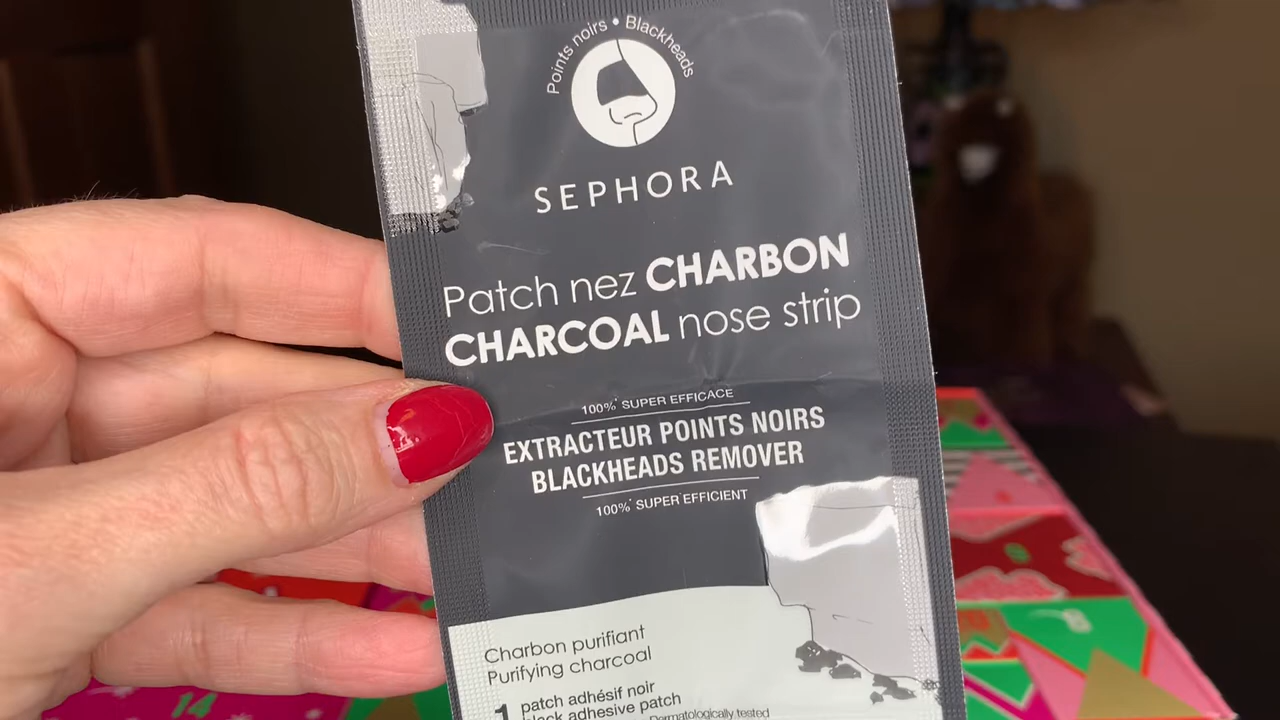 Points noirs • Blackheads
SEPHORA
Patch nez CHARBON
CHARCOAL nose strip
100%* SUPER EFFICACE
EXTRACTEUR POINTS NOIRS
BLACKHEADS REMOVER
100%* SUPER EFFICIENT
Charbon purifiant
Purifying charcoal
1 patch adhésif noir
black adhesive patch
Dermatologically tested
14